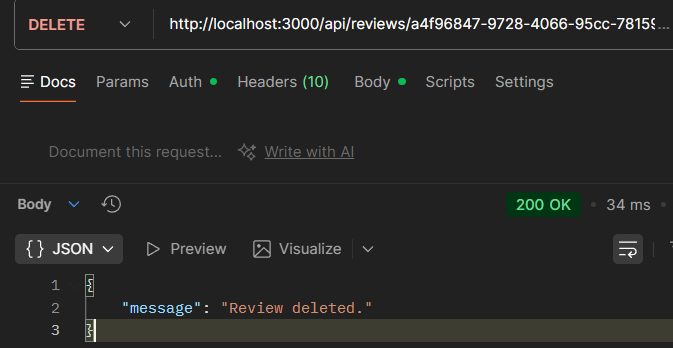 DELETE http://localhost:3000/api/reviews/a4f96847-9728-4066-95cc-78159...
Docs Params Auth Headers (10) Body Scripts Settings
Document this request... Write with AI
Body 200 OK 34 ms
{} JSON Preview Visualize
1 {
2 "message": "Review deleted."
3 }